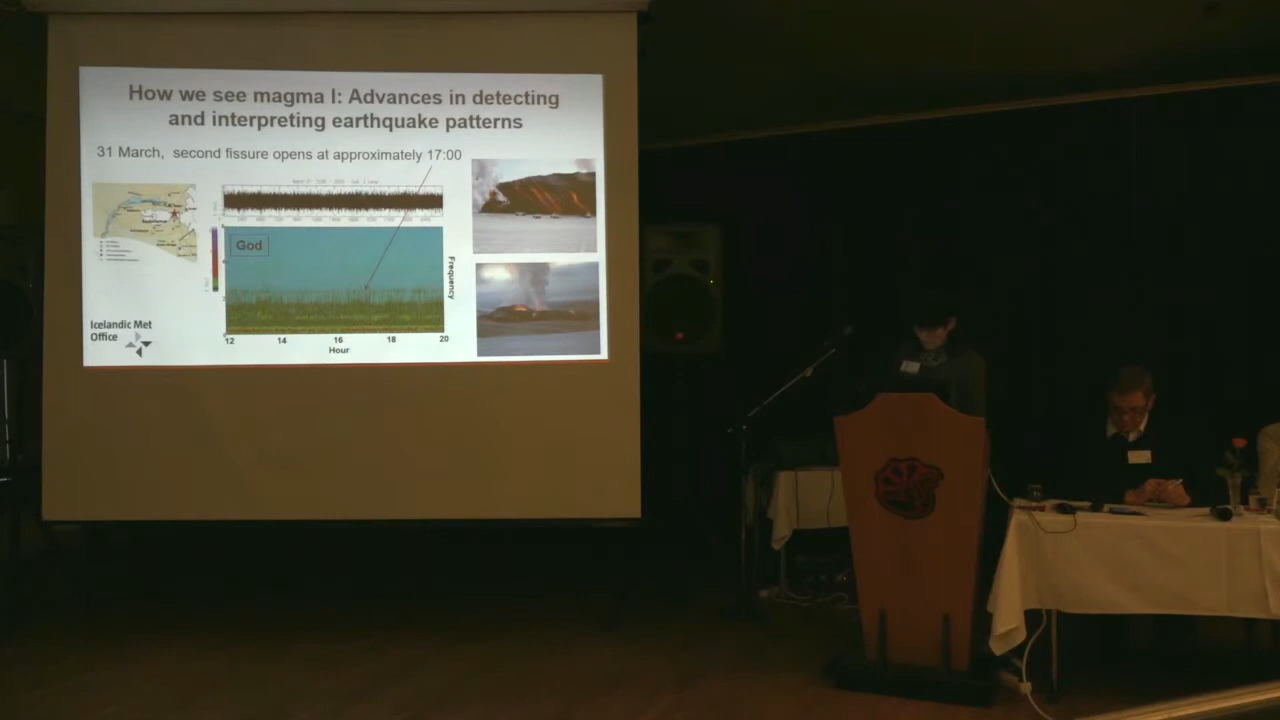 How we see magma I: Advances in detecting
and interpreting earthquake patterns
31 March, second fissure opens at approximately 17:00
God
Frequency
12 14 16 18 20
Hour
Icelandic Met
Office